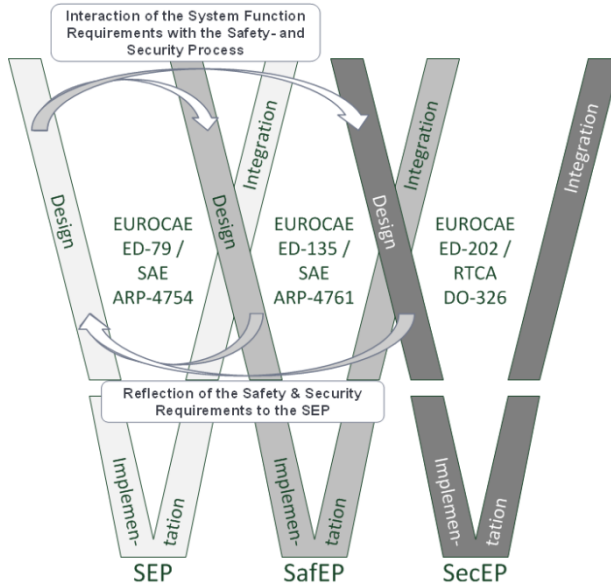 Interaction of the System Function
Requirements with the Safety- and
Security Process
Design
Integration
EUROCAE
ED-79 /
SAE
ARP-4754
Design
Integration
EUROCAE
ED-135 /
SAE
ARP-4761
Design
Integration
EUROCAE
ED-202 /
RTCA
DO-326
Reflection of the Safety & Security
Requirements to the SEP
Implemen-
tation
Implemen-
tation
Implemen-
tation
SEP
SafEP
SecEP